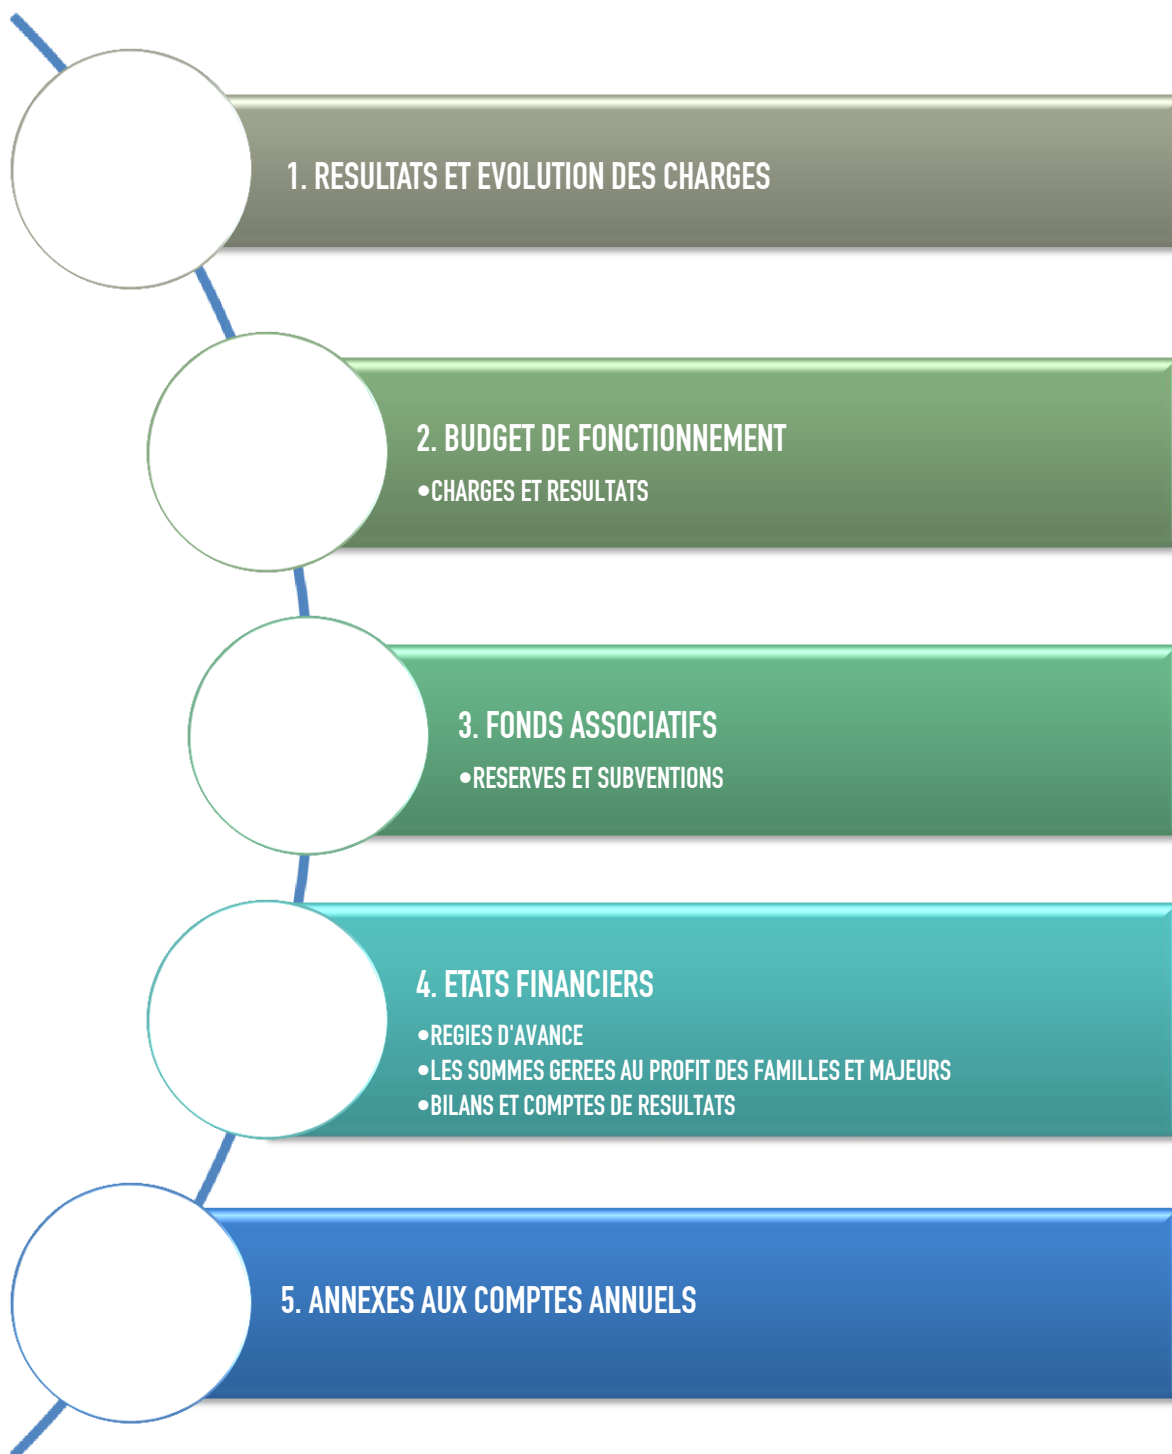 1. RESULTATS ET EVOLUTION DES CHARGES
2. BUDGET DE FONCTIONNEMENT
•CHARGES ET RESULTATS
3. FONDS ASSOCIATIFS
•RESERVES ET SUBVENTIONS
4. ETATS FINANCIERS
•REGIES D'AVANCE
•LES SOMMES GEREES AU PROFIT DES FAMILLES ET MAJEURS
•BILANS ET COMPTES DE RESULTATS
5. ANNEXES AUX COMPTES ANNUELS